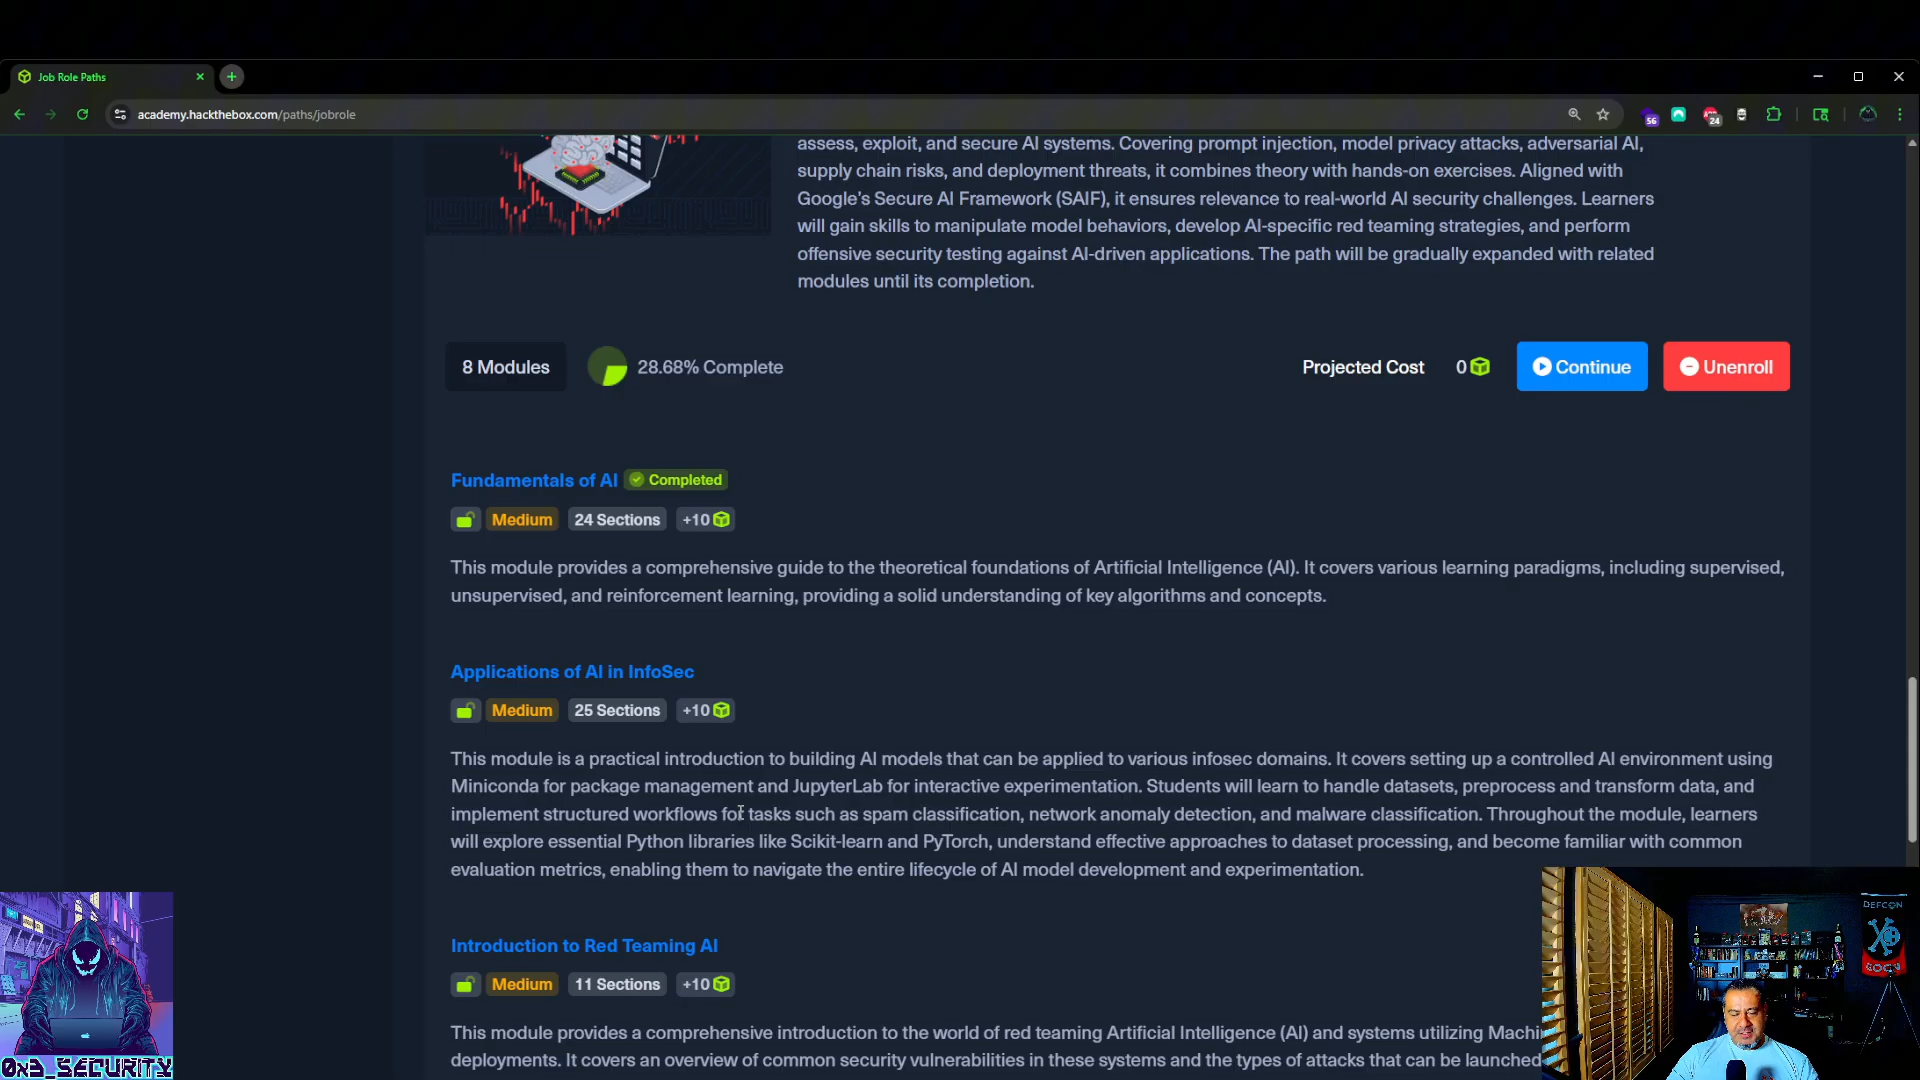 Job Role Paths
academy.hackthebox.com/paths/jobrole
56
24
assess, exploit, and secure AI systems. Covering prompt injection, model privacy attacks, adversarial AI,
supply chain risks, and deployment threats, it combines theory with hands-on exercises. Aligned with
Google's Secure AI Framework (SAIF), it ensures relevance to real-world AI security challenges. Learners
will gain skills to manipulate model behaviors, develop AI-specific red teaming strategies, and perform
offensive security testing against AI-driven applications. The path will be gradually expanded with related
modules until its completion.
8 Modules
28.68% Complete
Projected Cost
0
Continue
Unenroll
Fundamentals of AI
Completed
Medium
24 Sections
+10
This module provides a comprehensive guide to the theoretical foundations of Artificial Intelligence (AI). It covers various learning paradigms, including supervised,
unsupervised, and reinforcement learning, providing a solid understanding of key algorithms and concepts.
Applications of AI in InfoSec
Medium
25 Sections
+10
This module is a practical introduction to building AI models that can be applied to various infosec domains. It covers setting up a controlled AI environment using
Miniconda for package management and JupyterLab for interactive experimentation. Students will learn to handle datasets, preprocess and transform data, and
implement structured workflows for tasks such as spam classification, network anomaly detection, and malware classification. Throughout the module, learners
will explore essential Python libraries like Scikit-learn and PyTorch, understand effective approaches to dataset processing, and become familiar with common
evaluation metrics, enabling them to navigate the entire lifecycle of AI model development and experimentation.
Introduction to Red Teaming AI
Medium
11 Sections
+10
This module provides a comprehensive introduction to the world of red teaming Artificial Intelligence (AI) and systems utilizing
deployments. It covers an overview of common security vulnerabilities in these systems and the types of attacks that can be launched
0x3_SECURITY
DEFCON
GOON